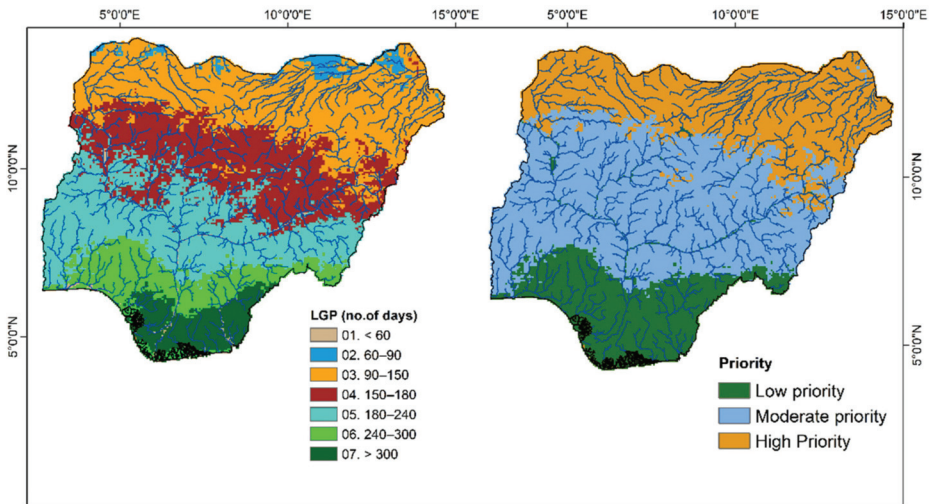 5°0'0"E 10°0'0"E 5°0'0"E 10°0'0"E 15°0'0"E
10°0'0"N
5°0'0"N
LGP (no.of days)
01. < 60
02. 60–90
03. 90–150
04. 150–180
05. 180–240
06. 240–300
07. > 300
Priority
Low priority
Moderate priority
High Priority
10°0'0"N
5°0'0"N